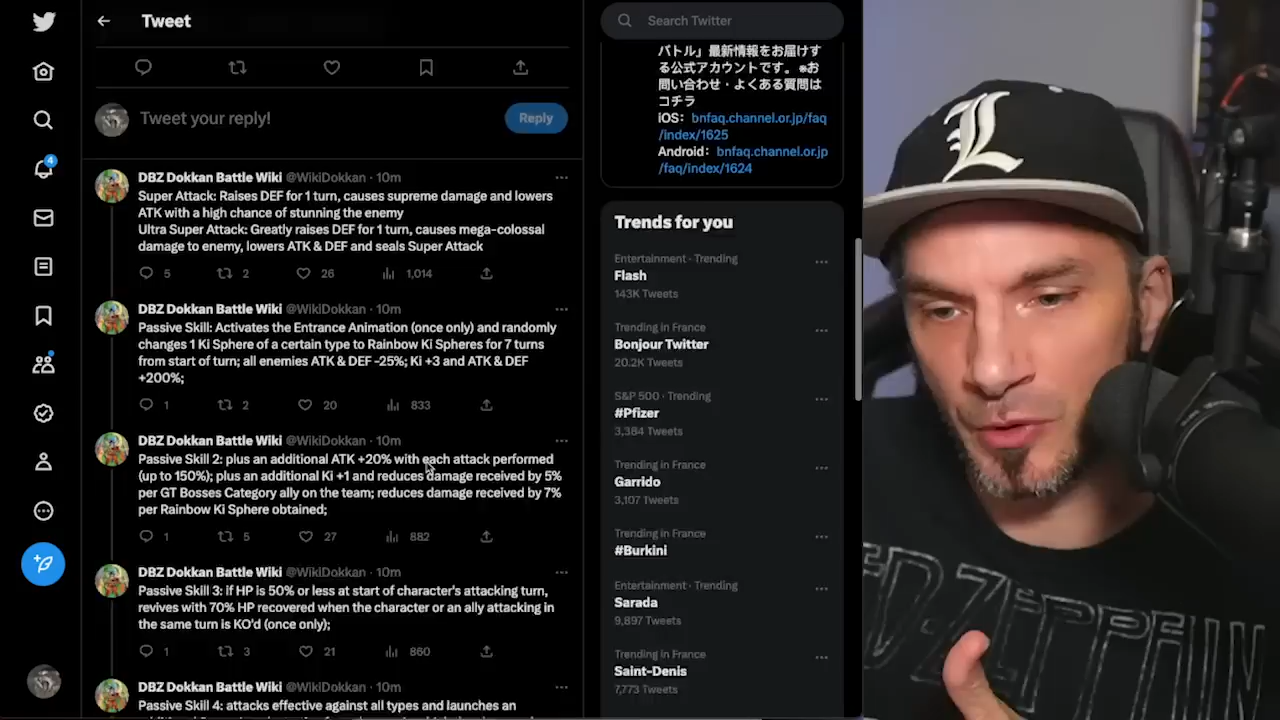 Tweet
Search Twitter
Tweet your reply!
Reply
DBZ Dokkan Battle Wiki @WikiDokkan · 10m
Super Attack: Raises DEF for 1 turn, causes supreme damage and lowers
ATK with a high chance of stunning the enemy
Ultra Super Attack: Greatly raises DEF for 1 turn, causes mega-colossal
damage to enemy, lowers ATK & DEF and seals Super Attack
5 2 26 1,014
4
DBZ Dokkan Battle Wiki @WikiDokkan · 10m
Passive Skill: Activates the Entrance Animation (once only) and randomly
changes 1 Ki Sphere of a certain type to Rainbow Ki Spheres for 7 turns
from start of turn; all enemies ATK & DEF -25%; Ki +3 and ATK & DEF
+200%;
1 2 20 833
DBZ Dokkan Battle Wiki @WikiDokkan · 10m
Passive Skill 2: plus an additional ATK +20% with each attack performed
(up to 150%); plus an additional Ki +1 and reduces damage received by 5%
per GT Bosses Category ally on the team; reduces damage received by 7%
per Rainbow Ki Sphere obtained;
1 5 27 882
DBZ Dokkan Battle Wiki @WikiDokkan · 10m
Passive Skill 3: If HP is 50% or less at start of character's attacking turn,
revives with 70% HP recovered when the character or an ally attacking in
the same turn is KO'd (once only);
1 3 21 860
DBZ Dokkan Battle Wiki @WikiDokkan · 10m
Passive Skill 4: attacks effective against all types and launches an
バトル」最新情報をお届けす
る公式アカウントです。※お
問い合わせ・よくある質問は
コチラ
iOS: bnfaq.channel.or.jp/faq
/index/1625
Android: bnfaq.channel.or.jp
/faq/index/1624
Trends for you
Entertainment · Trending
Flash
143K Tweets
Trending in France
Bonjour Twitter
20.2K Tweets
S&P 500 · Trending
#Pfizer
3,384 Tweets
Trending in France
Garrido
3,107 Tweets
Trending in France
#Burkini
Entertainment · Trending
Sarada
9,897 Tweets
Trending in France
Saint-Denis
7,773 Tweets
L
ED-ZEPPELIN